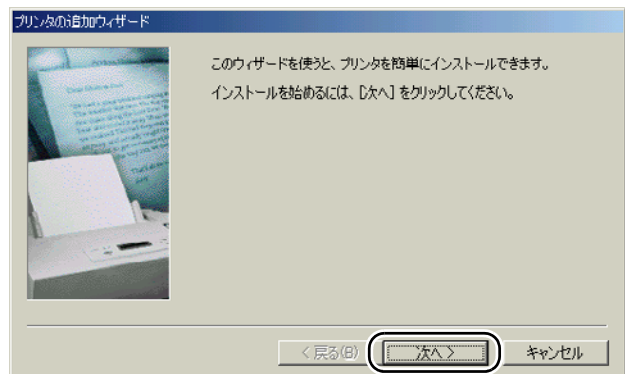 プリンタの追加ウィザード
このウィザードを使うと、プリンタを簡単にインストールできます。
インストールを始めるには、[次へ] をクリックしてください。
< 戻る(B)
次へ >
キャンセル